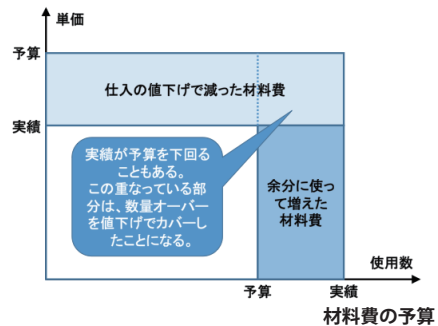 単価
予算
仕入の値下げで減った材料費
実績
実績が予算を下回る
こともある。
この重なっている部
分は、数量オーバー
を値下げでカバーし
たことになる。
余分に使っ
て増えた
材料費
使用数
予算
実績
材料費の予算